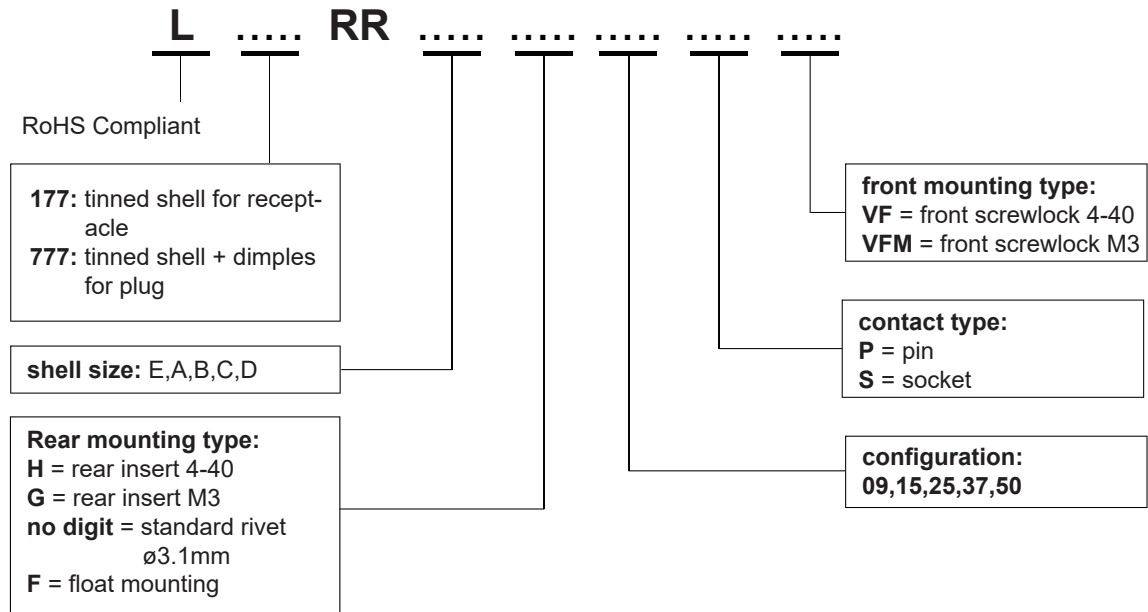 L ..... RR ..... ..... ..... ..... .....
RoHS Compliant
177: tinned shell for recept-
acle
777: tinned shell + dimples
for plug
shell size: E,A,B,C,D
Rear mounting type:
H = rear insert 4-40
G = rear insert M3
no digit = standard rivet
ø3.1mm
F = float mounting
front mounting type:
VF = front screwlock 4-40
VFM = front screwlock M3
contact type:
P = pin
S = socket
configuration:
09,15,25,37,50